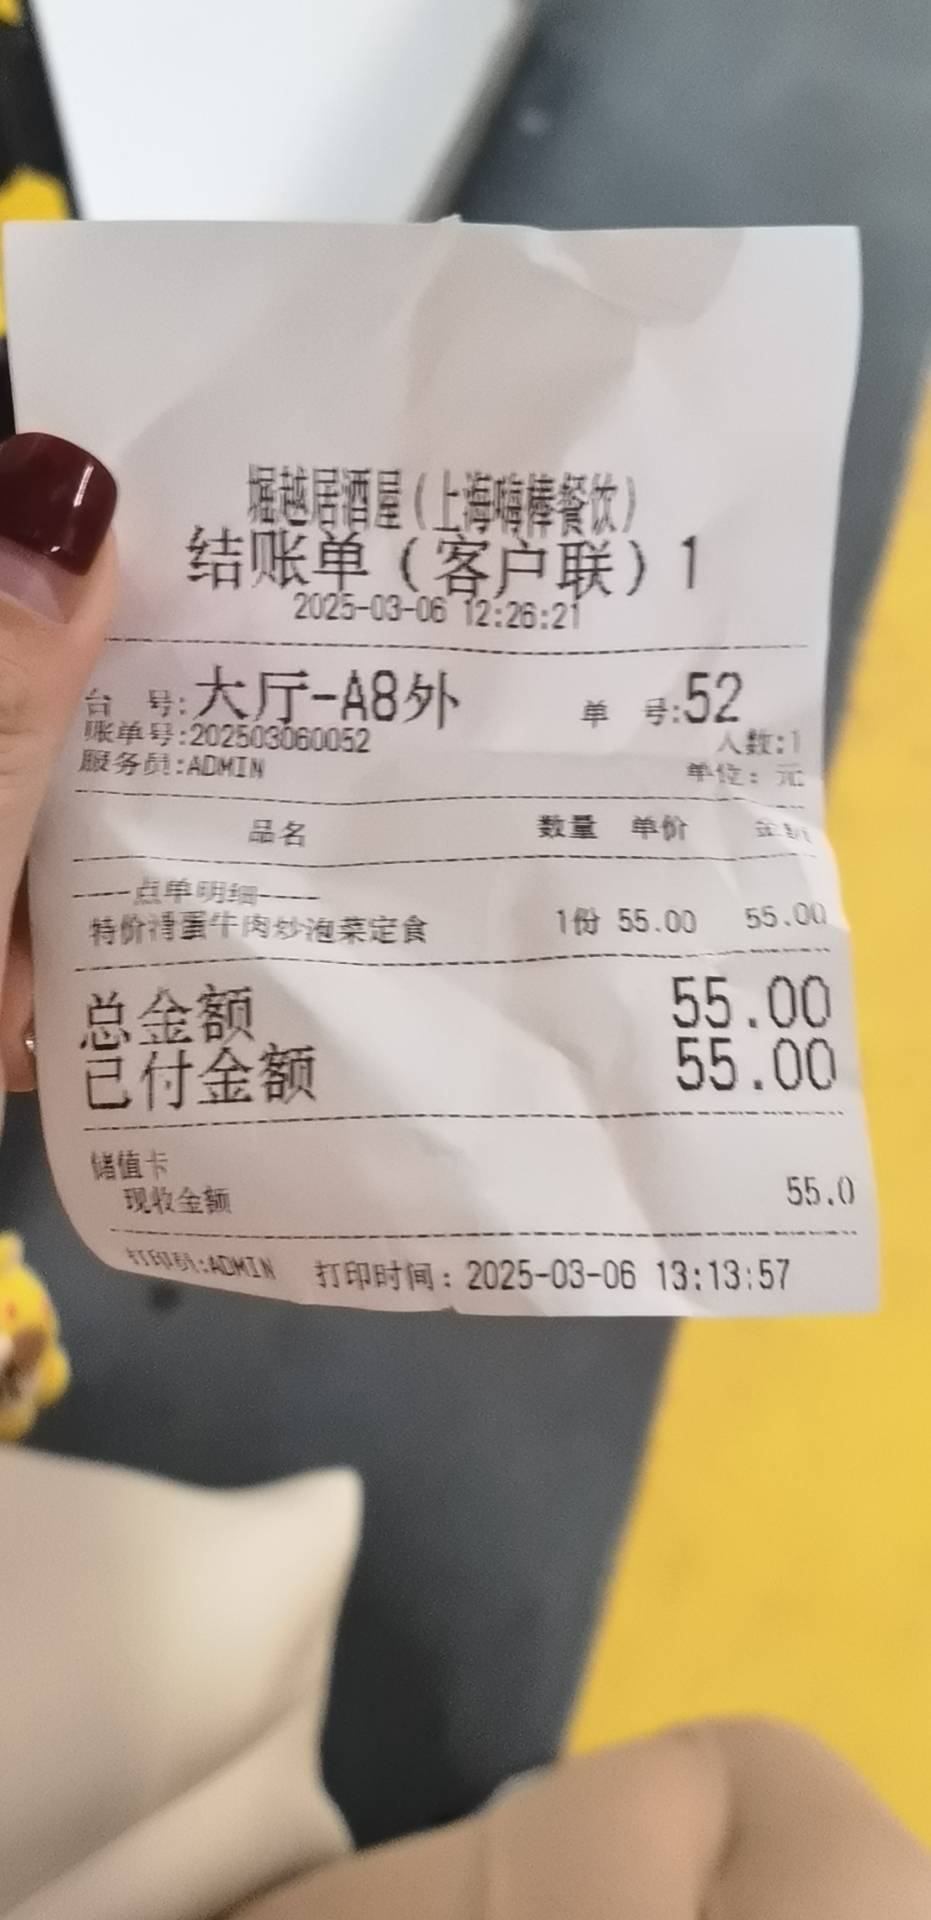 堀越居酒屋(上海嗨棒餐饮)
结账单(客户联)1
2025-03-06 12:26:21
台 号:大厅-A8外 单 号:52
账单号:202503060052 人数:1
服务员:ADMIN 单位: 元
品名 数量 单价 金额
----点单明细----
特价滑蛋牛肉炒泡菜定食 1份 55.00 55.00
总金额 55.00
已付金额 55.00
储值卡
现收金额 55.0
打印员:ADMIN 打印时间: 2025-03-06 13:13:57